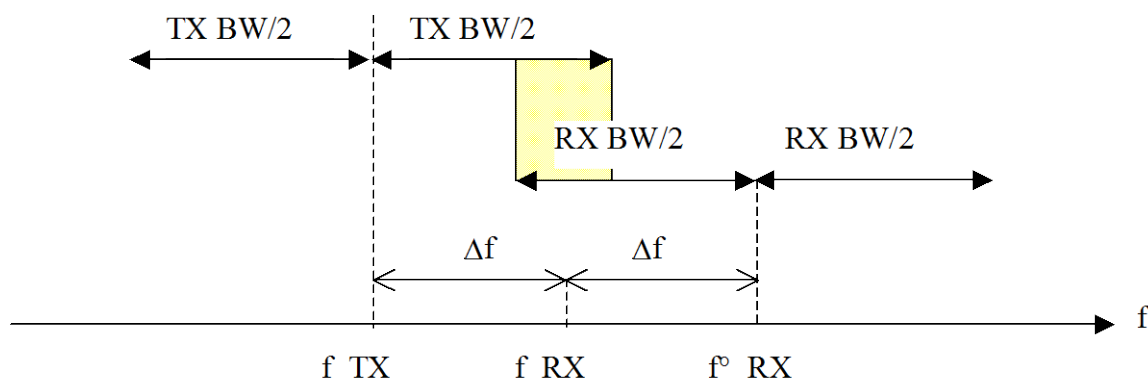 TX BW/2 TX BW/2
RX BW/2 RX BW/2
Δf Δf
f
f TX f RX f° RX